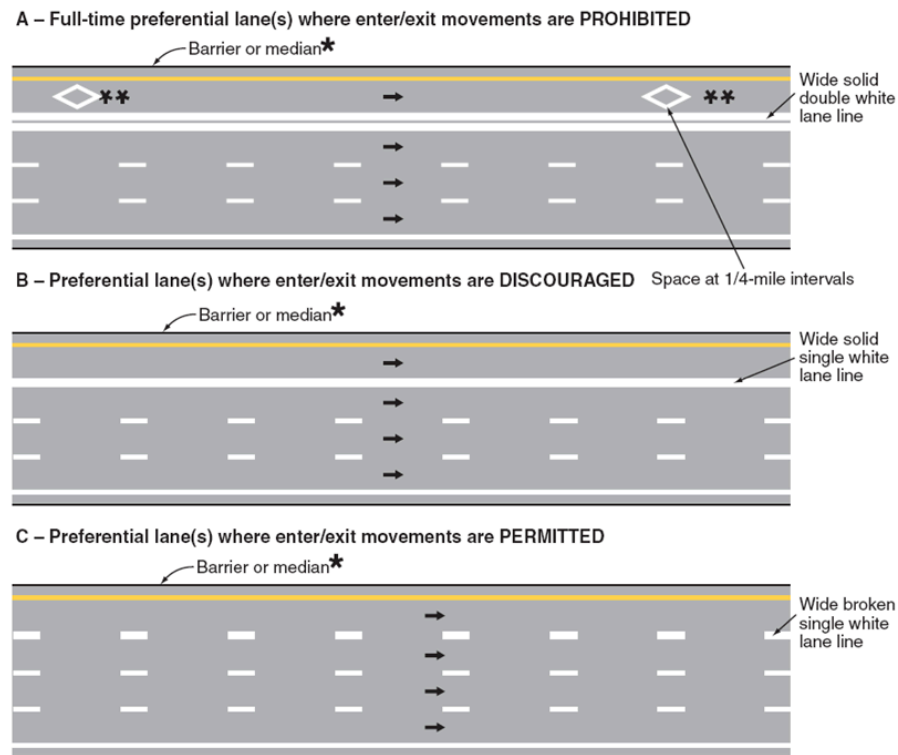 A – Full-time preferential lane(s) where enter/exit movements are PROHIBITED
Barrier or median*
**
**
Wide solid
double white
lane line
B – Preferential lane(s) where enter/exit movements are DISCOURAGED
Space at 1/4-mile intervals
Barrier or median*
Wide solid
single white
lane line
C – Preferential lane(s) where enter/exit movements are PERMITTED
Barrier or median*
Wide broken
single white
lane line